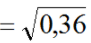 = √0,36